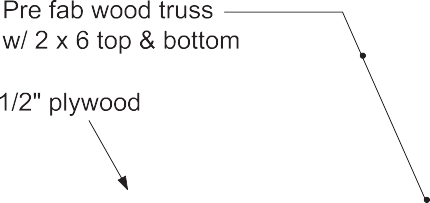 Pre fab wood truss
w/ 2 x 6 top & bottom
1/2" plywood